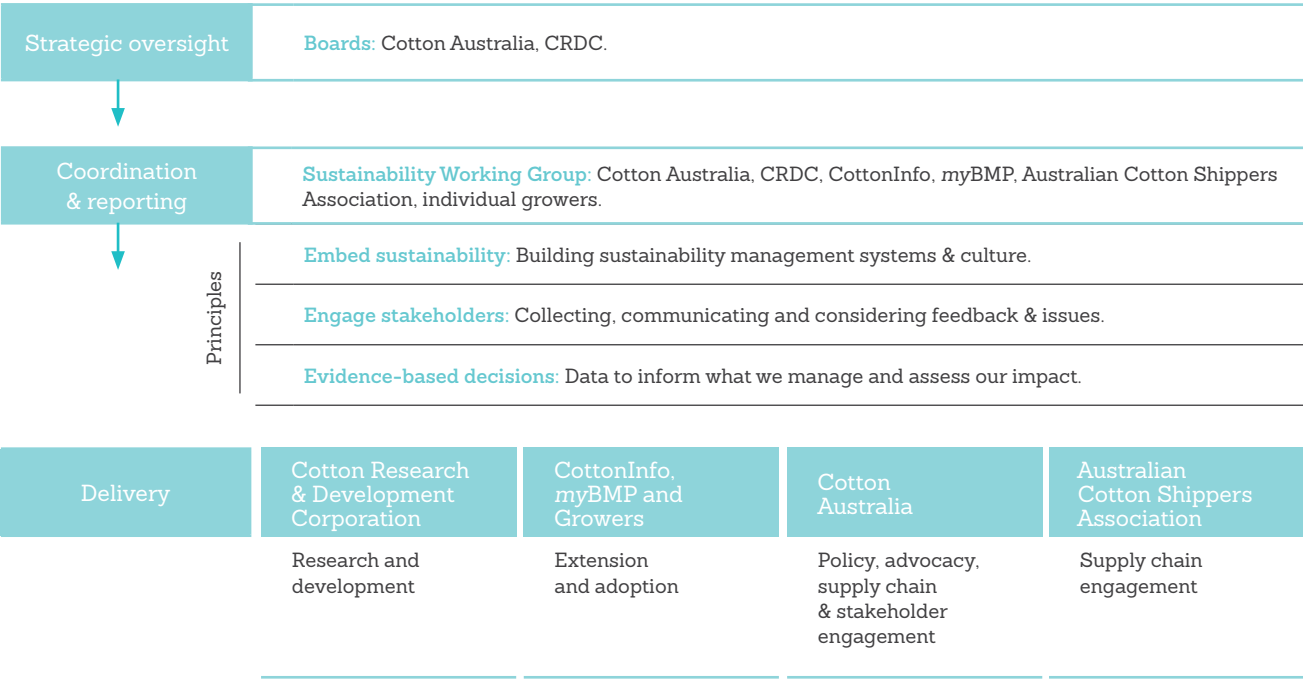 Strategic oversight
Boards: Cotton Australia, CRDC.
Coordination
& reporting
Sustainability Working Group: Cotton Australia, CRDC, CottonInfo, myBMP, Australian Cotton Shippers
Association, individual growers.
Principles
Embed sustainability: Building sustainability management systems & culture.
Engage stakeholders: Collecting, communicating and considering feedback & issues.
Evidence-based decisions: Data to inform what we manage and assess our impact.
Delivery
Cotton Research
& Development
Corporation
Research and
development
CottonInfo,
myBMP and
Growers
Extension
and adoption
Cotton
Australia
Policy, advocacy,
supply chain
& stakeholder
engagement
Australian
Cotton Shippers
Association
Supply chain
engagement